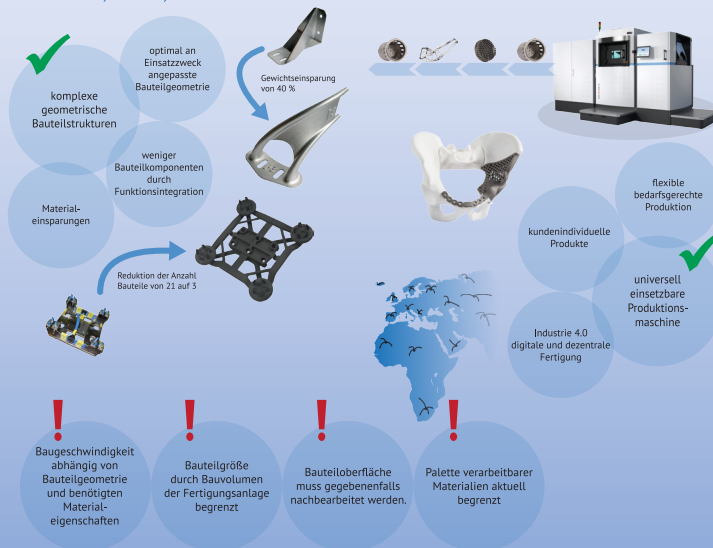 komplexe
geometrische
Bauteilstrukturen
optimal an
Einsatzzweck
angepasste
Bauteilgeometrie
Gewichtseinsparung
von 40 %
weniger
Bauteilkomponenten
durch
Funktionsintegration
Material-
einsparungen
Reduktion der Anzahl
Bauteile von 21 auf 3
flexible
bedarfsgerechte
Produktion
kundenindividuelle
Produkte
universell
einsetzbare
Produktions-
maschine
Industrie 4.0
digitale und dezentrale
Fertigung
!
Baugeschwindigkeit
abhängig von
Bauteilgeometrie
und benötigten
Material-
eigenschaften
!
Bauteilgröße
durch Bauvolumen
der Fertigungsanlage
begrenzt
!
Bauteiloberfläche
muss gegebenenfalls
nachbearbeitet werden.
!
Palette verarbeitbarer
Materialien aktuell
begrenzt